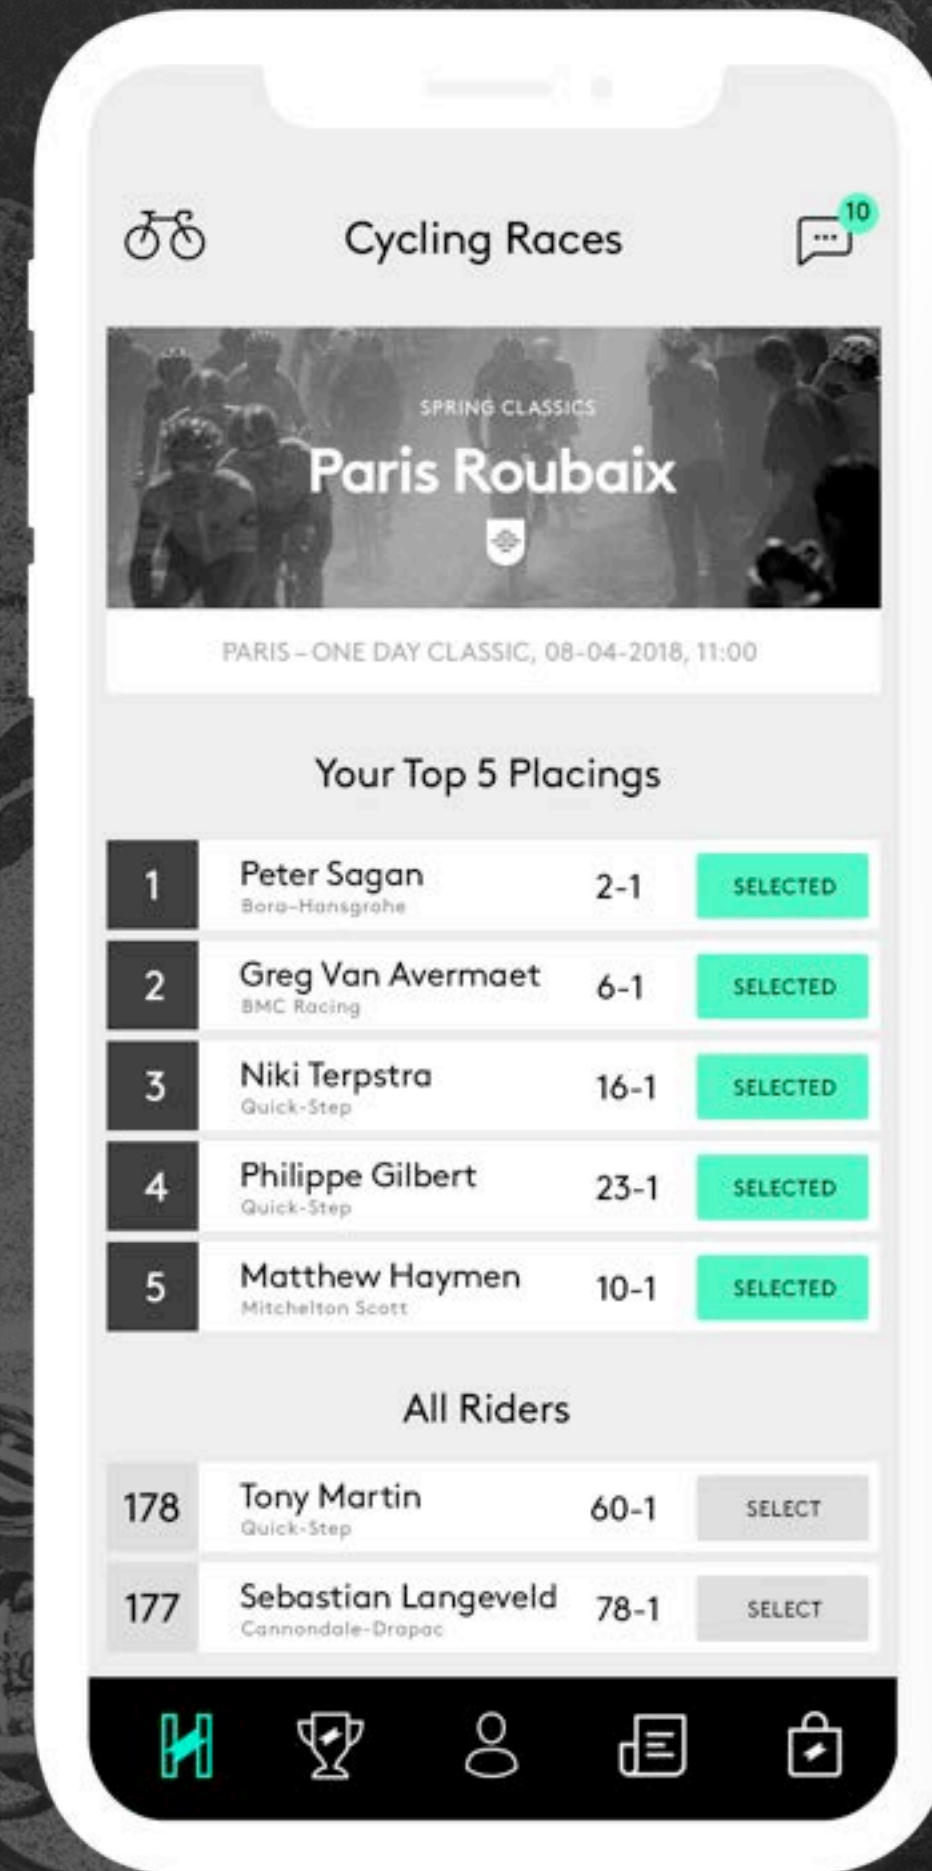 Cycling Races
10
SPRING CLASSICS
Paris Roubaix
PARIS – ONE DAY CLASSIC, 08-04-2018, 11:00
Your Top 5 Placings
1 Peter Sagan 2-1 SELECTED
Bora-Hansgrohe
2 Greg Van Avermaet 6-1 SELECTED
BMC Racing
3 Niki Terpstra 16-1 SELECTED
Quick-Step
4 Philippe Gilbert 23-1 SELECTED
Quick-Step
5 Matthew Haymen 10-1 SELECTED
Mitchelton Scott
All Riders
178 Tony Martin 60-1 SELECT
Quick-Step
177 Sebastian Langeveld 78-1 SELECT
Cannondale-Drapac